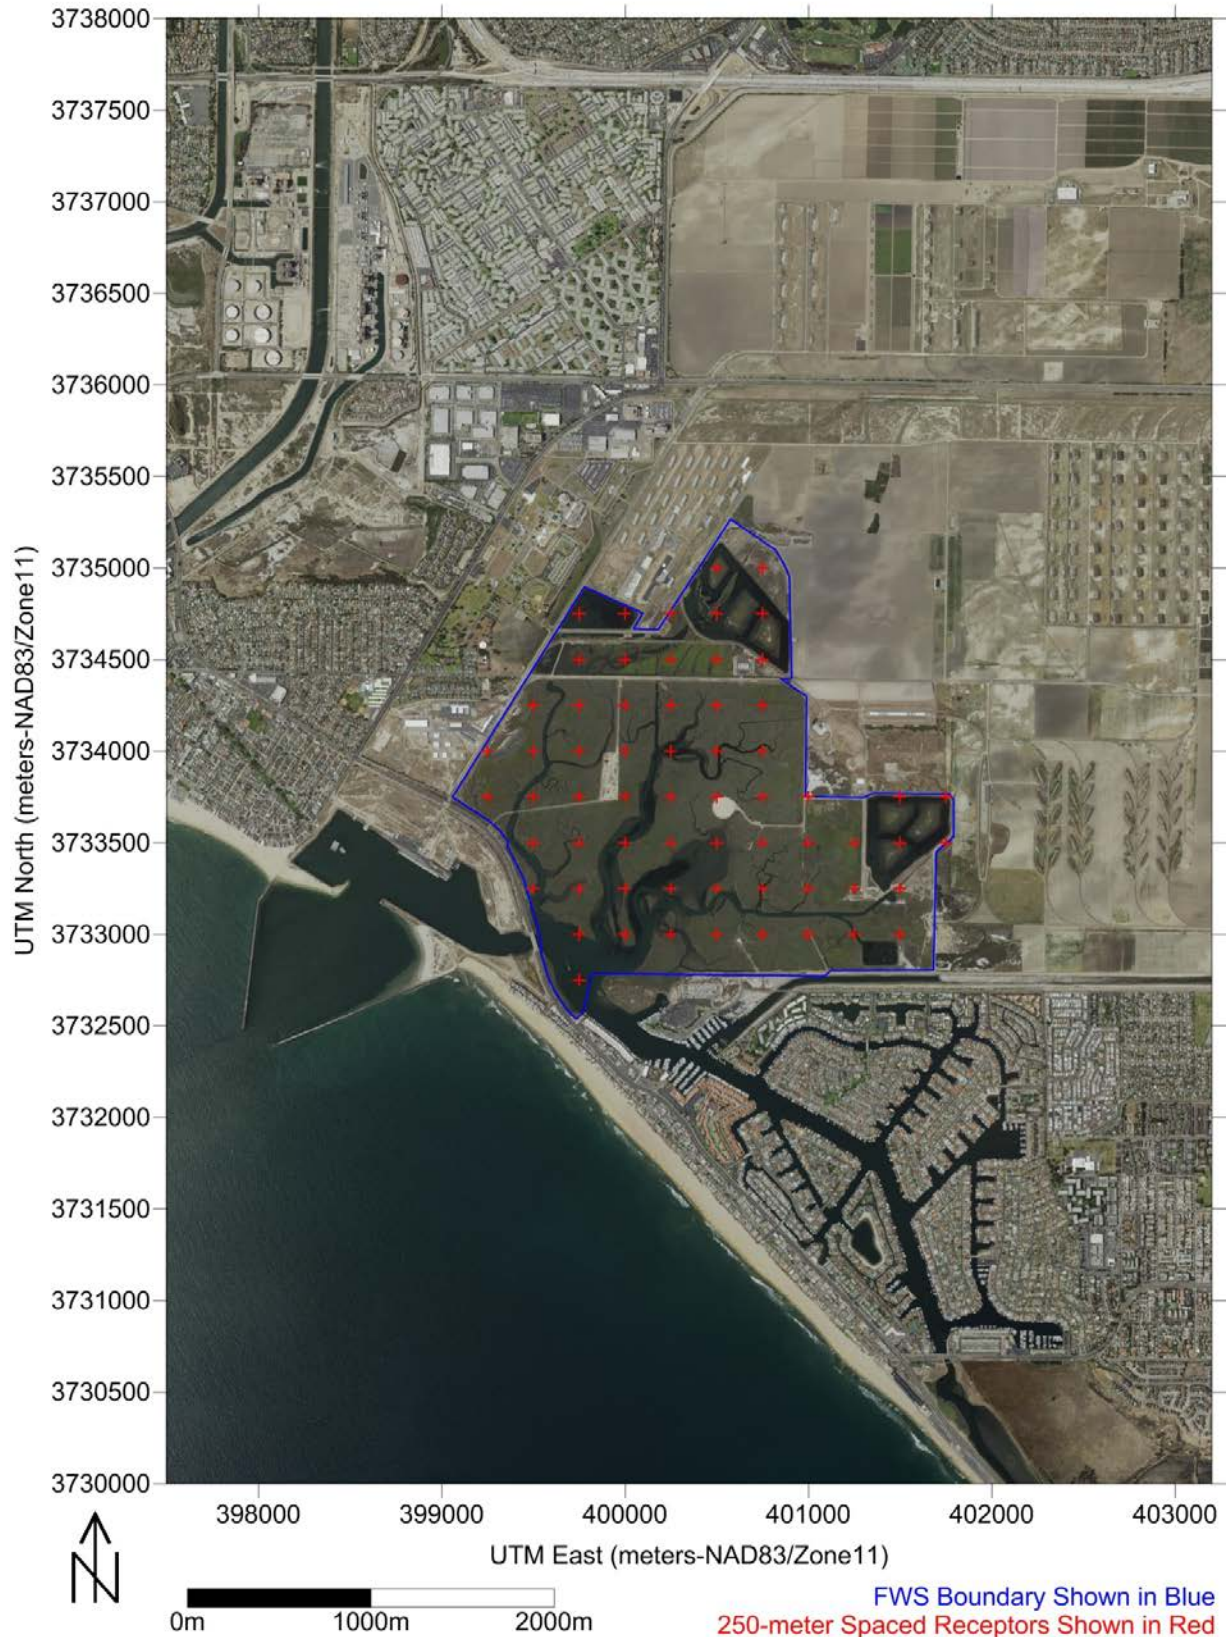 3738000
3737500
3737000
3736500
3736000
3735500
3735000
3734500
3734000
3733500
3733000
3732500
3732000
3731500
3731000
3730500
3730000
UTM North (meters-NAD83/Zone11)
398000 399000 400000 401000 402000 403000
UTM East (meters-NAD83/Zone11)
N
0m 1000m 2000m
FWS Boundary Shown in Blue
250-meter Spaced Receptors Shown in Red